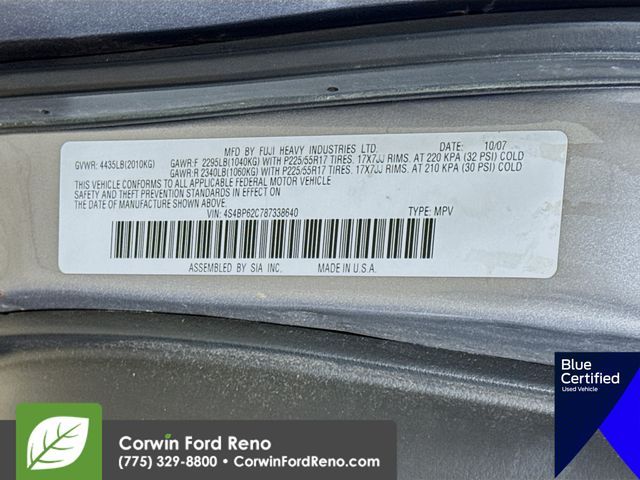 MFD BY FUJI HEAVY INDUSTRIES LTD. DATE: 10/07
GVWR: 4435LB(2010KG) GAWR:F 2295LB(1040KG) WITH P225/55R17 TIRES. 17X7JJ RIMS. AT 220 KPA (32 PSI) COLD
GAWR:R 2340LB(1060KG) WITH P225/55R17 TIRES. 17X7JJ RIMS. AT 210 KPA (30 PSI) COLD
THIS VEHICLE CONFORMS TO ALL APPLICABLE FEDERAL MOTOR VEHICLE
SAFETY AND THEFT PREVENTION STANDARDS IN EFFECT ON
THE DATE OF MANUFACTURE SHOWN ABOVE.
VIN: 4S4BP62C787338640 TYPE: MPV
ASSEMBLED BY SIA INC. MADE IN U.S.A.
Blue
Certified
Used Vehicle
Corwin Ford Reno
(775) 329-8800 • CorwinFordReno.com